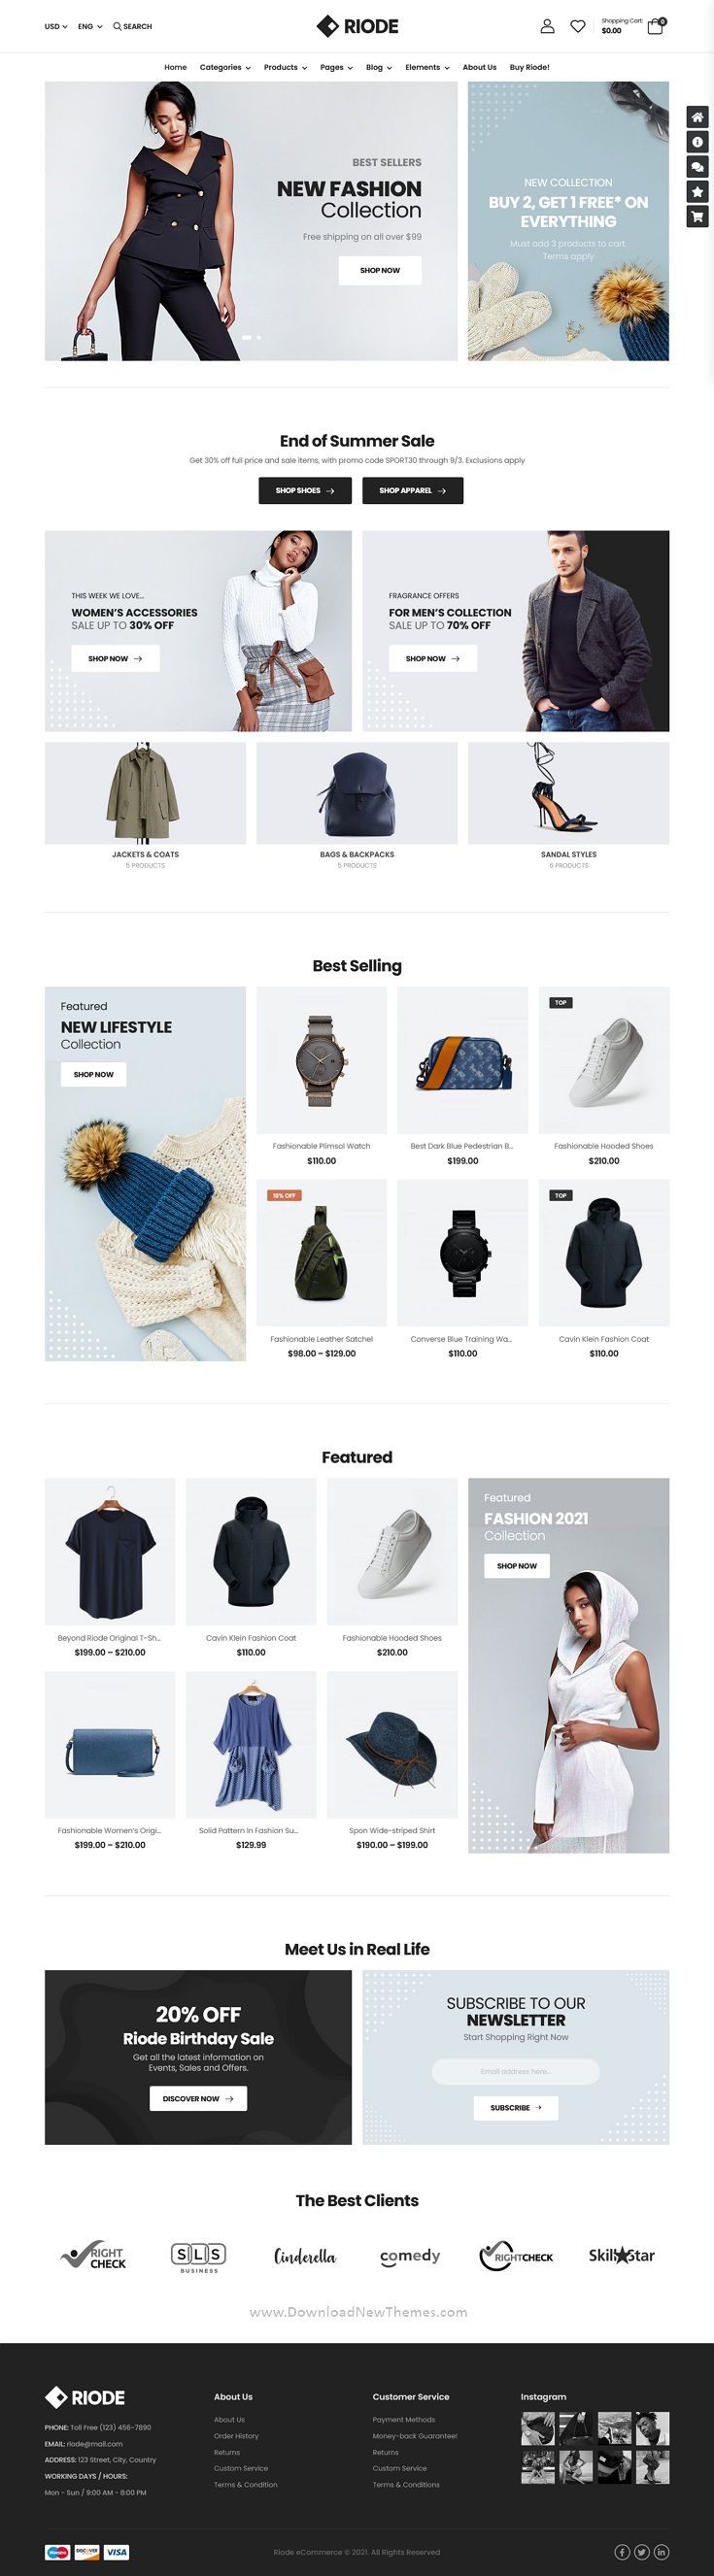 USD ENG SEARCH
RIODE
Shopping Cart:
$0.00
0
Home Categories Products Pages Blog Elements About Us Buy Riode!
BEST SELLERS
NEW FASHION
Collection
Free shipping on all over $99
SHOP NOW
NEW COLLECTION
BUY 2, GET 1 FREE* ON
EVERYTHING
Must add 3 products to cart.
Terms apply
End of Summer Sale
Get 30% off full price and sale items, with promo code SPORT30 through 9/3. Exclusions apply
SHOP SHOES →
SHOP APPAREL →
THIS WEEK WE LOVE...
WOMEN'S ACCESSORIES
SALE UP TO 30% OFF
SHOP NOW →
FRAGRANCE OFFERS
FOR MEN'S COLLECTION
SALE UP TO 70% OFF
SHOP NOW →
JACKETS & COATS
5 PRODUCTS
BAGS & BACKPACKS
5 PRODUCTS
SANDAL STYLES
6 PRODUCTS
Best Selling
Featured
NEW LIFESTYLE
Collection
SHOP NOW
Fashionable Plimsol Watch
$110.00
Best Dark Blue Pedestrian B...
$199.00
TOP
Fashionable Hooded Shoes
$210.00
Fashionable Leather Satchel
$98.00 – $129.00
Converse Blue Training Wa...
$110.00
TOP
Cavin Klein Fashion Coat
$110.00
Featured
Beyond Riode Original T-Sh...
$199.00 – $210.00
Cavin Klein Fashion Coat
$110.00
Fashionable Hooded Shoes
$210.00
Fashionable Women's Origi...
$199.00 – $210.00
Solid Pattern In Fashion Su...
$129.99
Spon Wide-striped Shirt
$190.00 – $199.00
Featured
FASHION 2021
Collection
SHOP NOW
Meet Us in Real Life
20% OFF
Riode Birthday Sale
Get all the latest information on
Events, Sales and Offers.
DISCOVER NOW →
SUBSCRIBE TO OUR
NEWSLETTER
Start Shopping Right Now
Email address here...
SUBSCRIBE →
The Best Clients
RIGHT
CHECK
SLS
BUSINESS
Cinderella
comedy
RIGHTCHECK
Skill Star
www.DownloadNewThemes.com
RIODE
PHONE: Toll Free (123) 456-7890
EMAIL: riode@mail.com
ADDRESS: 123 Street, City, Country
WORKING DAYS / HOURS:
Mon - Sun / 9:00 AM - 8:00 PM
About Us
About Us
Order History
Returns
Custom Service
Terms & Condition
Customer Service
Payment Methods
Money-back Guarantee!
Returns
Custom Service
Terms & Conditions
Instagram
DISCOVER
VISA
Riode eCommerce © 2021. All Rights Reserved